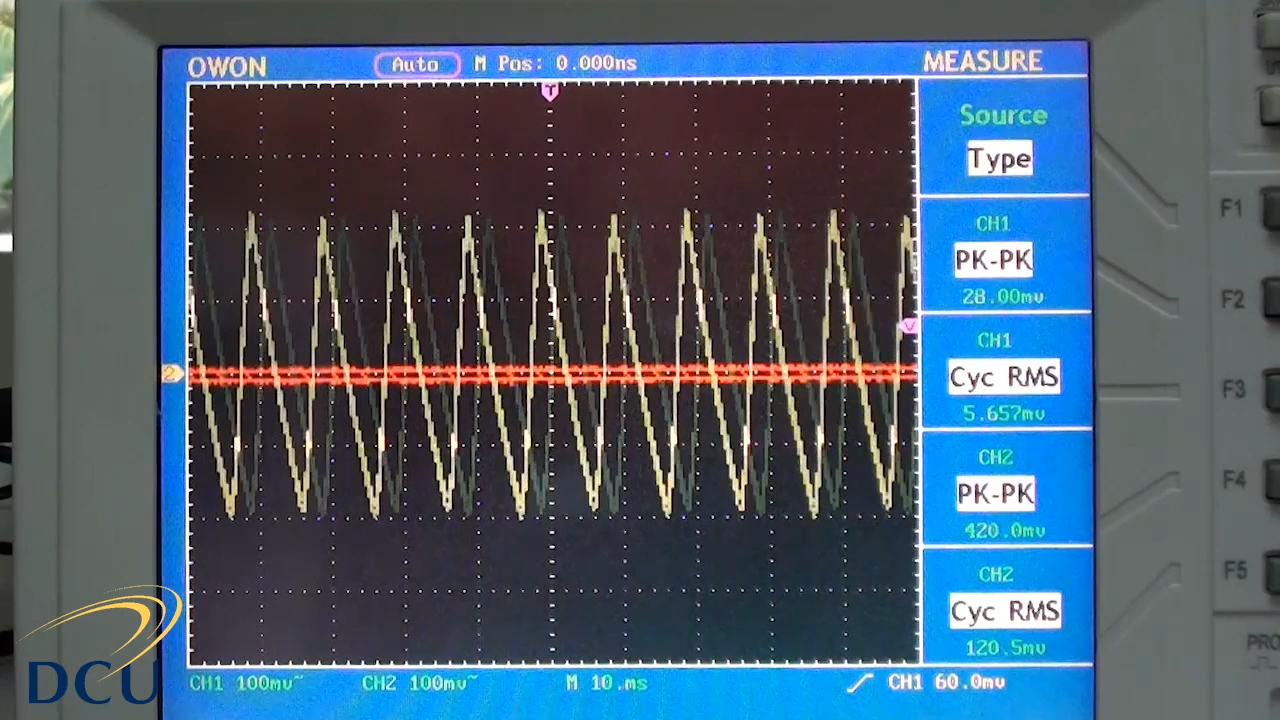 OWON Auto M Pos: 0.000ns MEASURE
T
Source
Type
F1
CH1
PK-PK
28.00mv
F2
V
CH1
Cyc RMS
5.657mv
2
F3
CH2
PK-PK
420.0mv
F4
CH2
Cyc RMS
120.5mv
F5
PRO
DCU
CH1 100mv~ CH2 100mv~ M 10.ms CH1 60.0mv